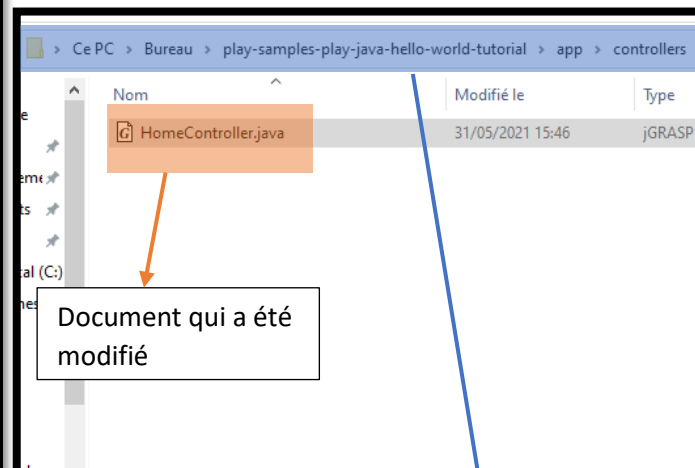 Ce PC > Bureau > play-samples-play-java-hello-world-tutorial > app > controllers
Nom Modifié le Type
HomeController.java 31/05/2021 15:46 jGRASP
al (C:)
Document qui a été
modifié